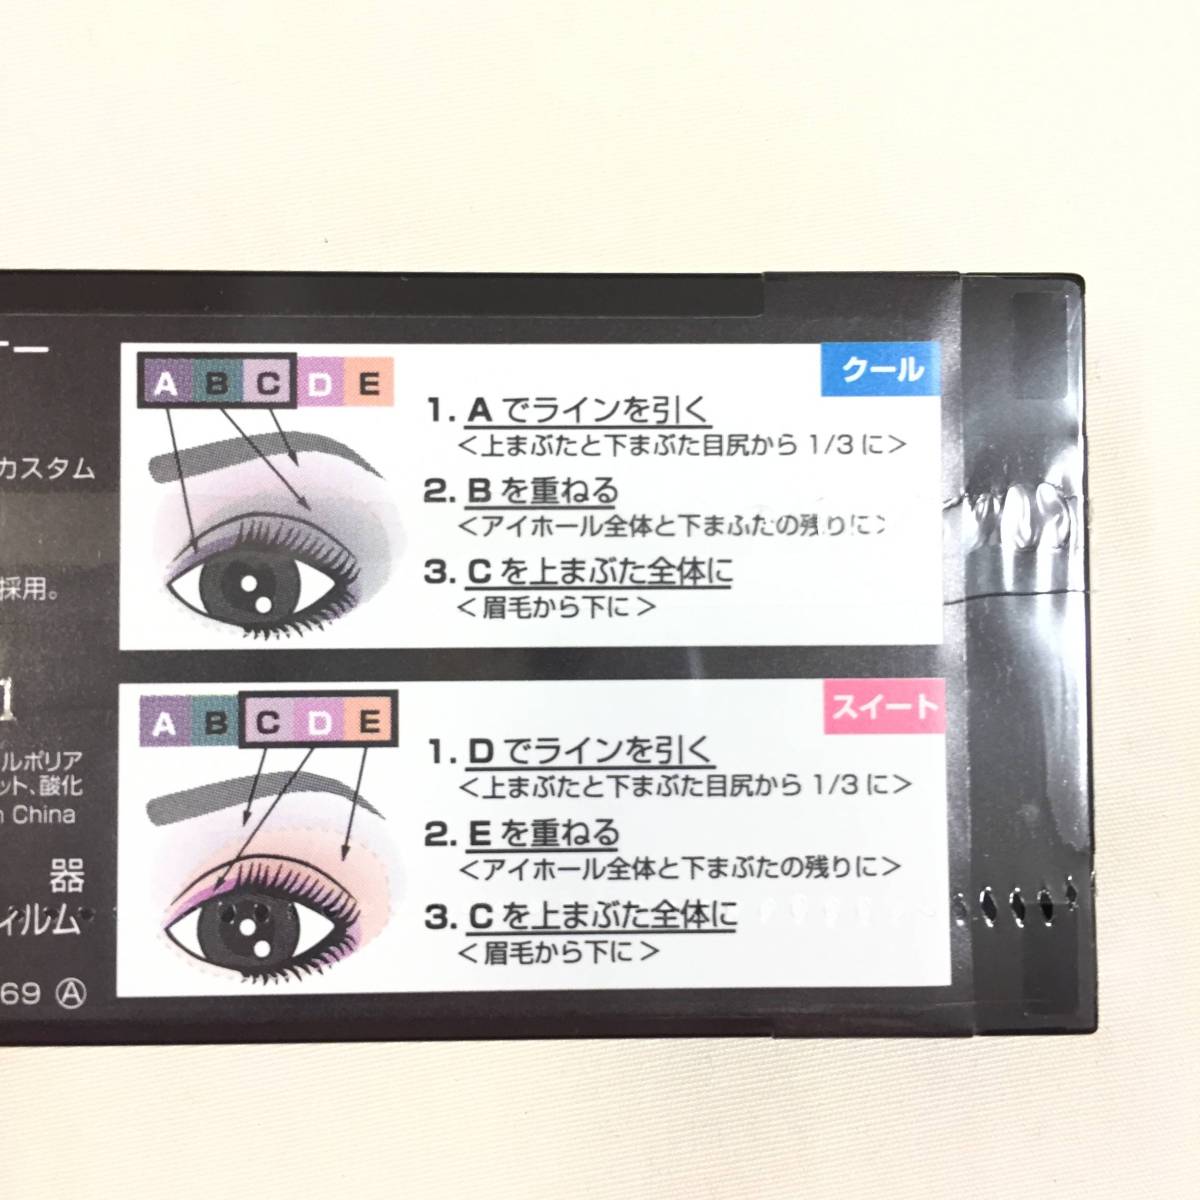 ナー
カスタム
採用。
1
ルポリア
ット、酸化
n China
器
ィルム
69 Ⓐ
A B C D E
クール
1. A でラインを引く
<上まぶたと下まぶた目尻から 1/3 に>
2. B を重ねる
<アイホール全体と下まぶたの残りに>
3. C を上まぶた全体に
<眉毛から下に>
A B C D E
スイート
1. D でラインを引く
<上まぶたと下まぶた目尻から 1/3 に>
2. E を重ねる
<アイホール全体と下まぶたの残りに>
3. C を上まぶた全体に
<眉毛から下に>